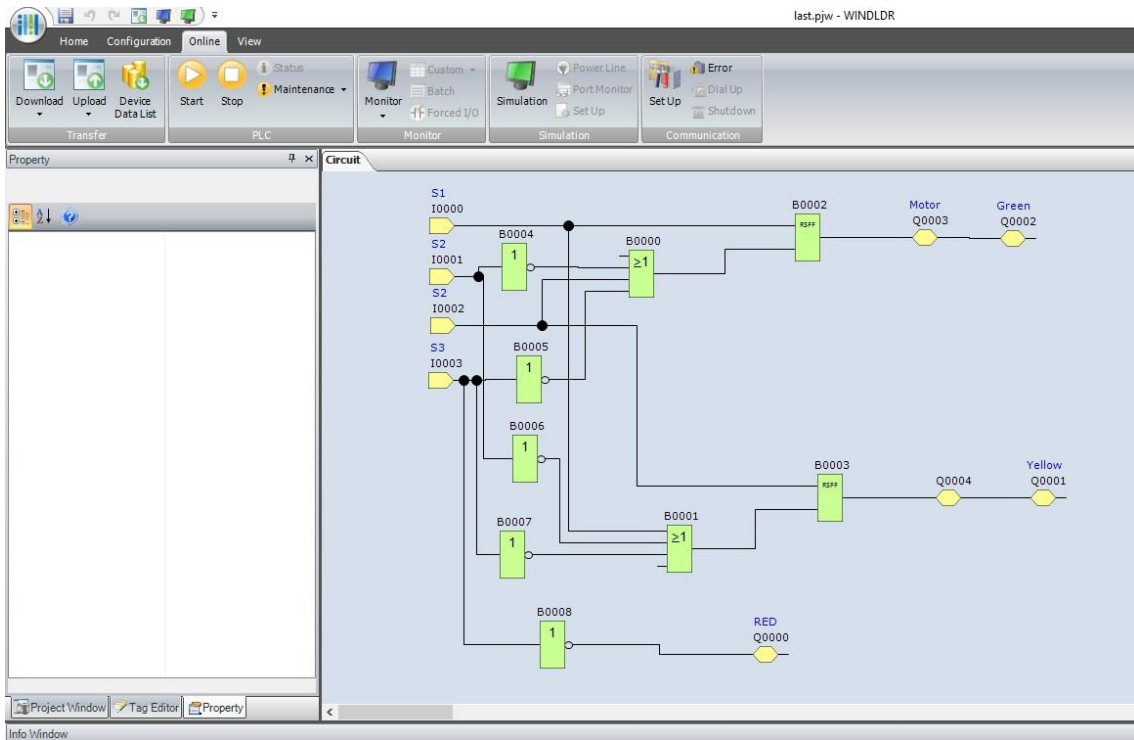 last.pjw - WINDLDR
Home Configuration Online View
Download Upload Device Data List
Start Stop Status Maintenance
Monitor Custom Batch Forced I/O
Simulation Power Line Port Monitor Set Up
Set Up Error Dial Up Shutdown
Transfer PLC Monitor Simulation Communication
Property
Circuit
S1
I0000
S2
I0001
S2
I0002
S3
I0003
B0004
1
B0000
≥1
B0002
RSFF
Motor
Q0003
Green
Q0002
B0005
1
B0006
1
B0007
1
B0001
≥1
B0003
RSFF
Q0004
Yellow
Q0001
B0008
1
RED
Q0000
Project Window Tag Editor Property
Info Window